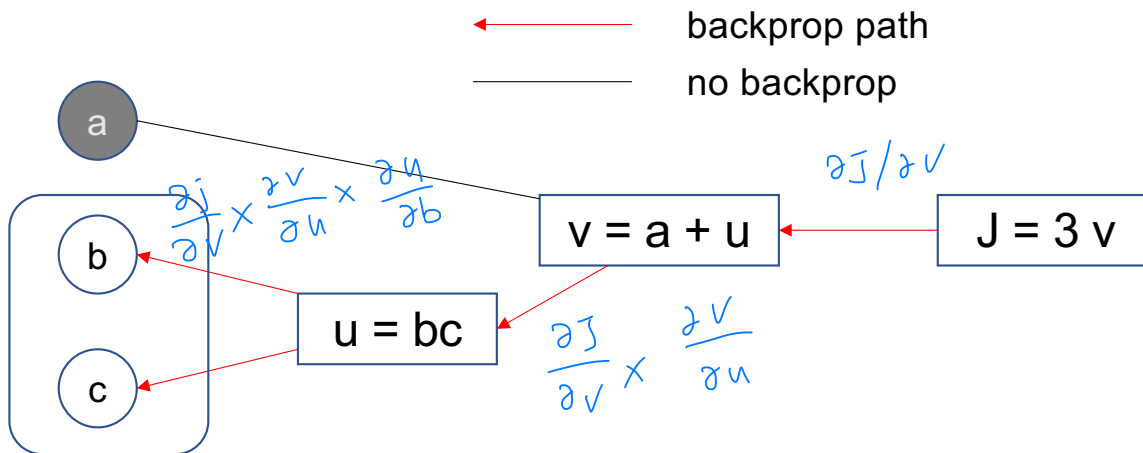 backprop path
no backprop
a
∂J/∂V
∂j/∂V × ∂V/∂u × ∂u/∂b
v = a + u
J = 3 v
b
u = bc
∂J/∂V × ∂V/∂u
c